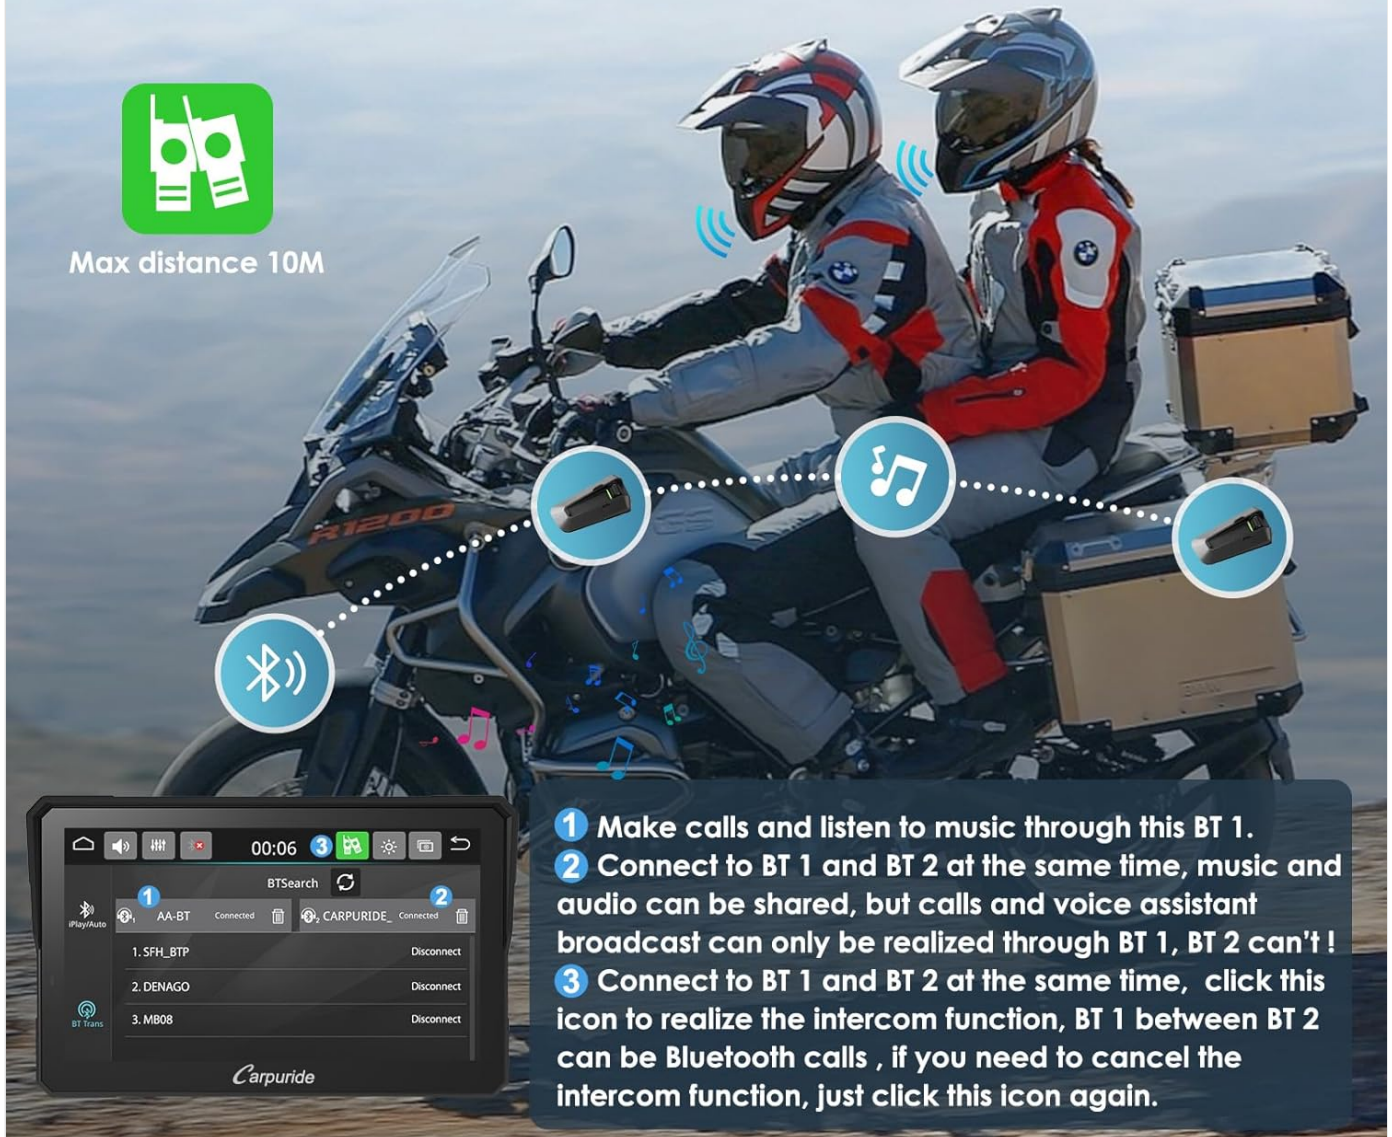 Max distance 10M
R1200
GS
1 Make calls and listen to music through this BT 1.
2 Connect to BT 1 and BT 2 at the same time, music and
audio can be shared, but calls and voice assistant
broadcast can only be realized through BT 1, BT 2 can't !
3 Connect to BT 1 and BT 2 at the same time, click this
icon to realize the intercom function, BT 1 between BT 2
can be Bluetooth calls , if you need to cancel the
intercom function, just click this icon again.
00:06 3
BTSearch
1 2
iPlay/Auto
1 AA-BT Connected 2 CARPURIDE_ Connected
1. SFH_BTP Disconnect
2. DENAGO Disconnect
3. MB08 Disconnect
BT Trans
Carpuride